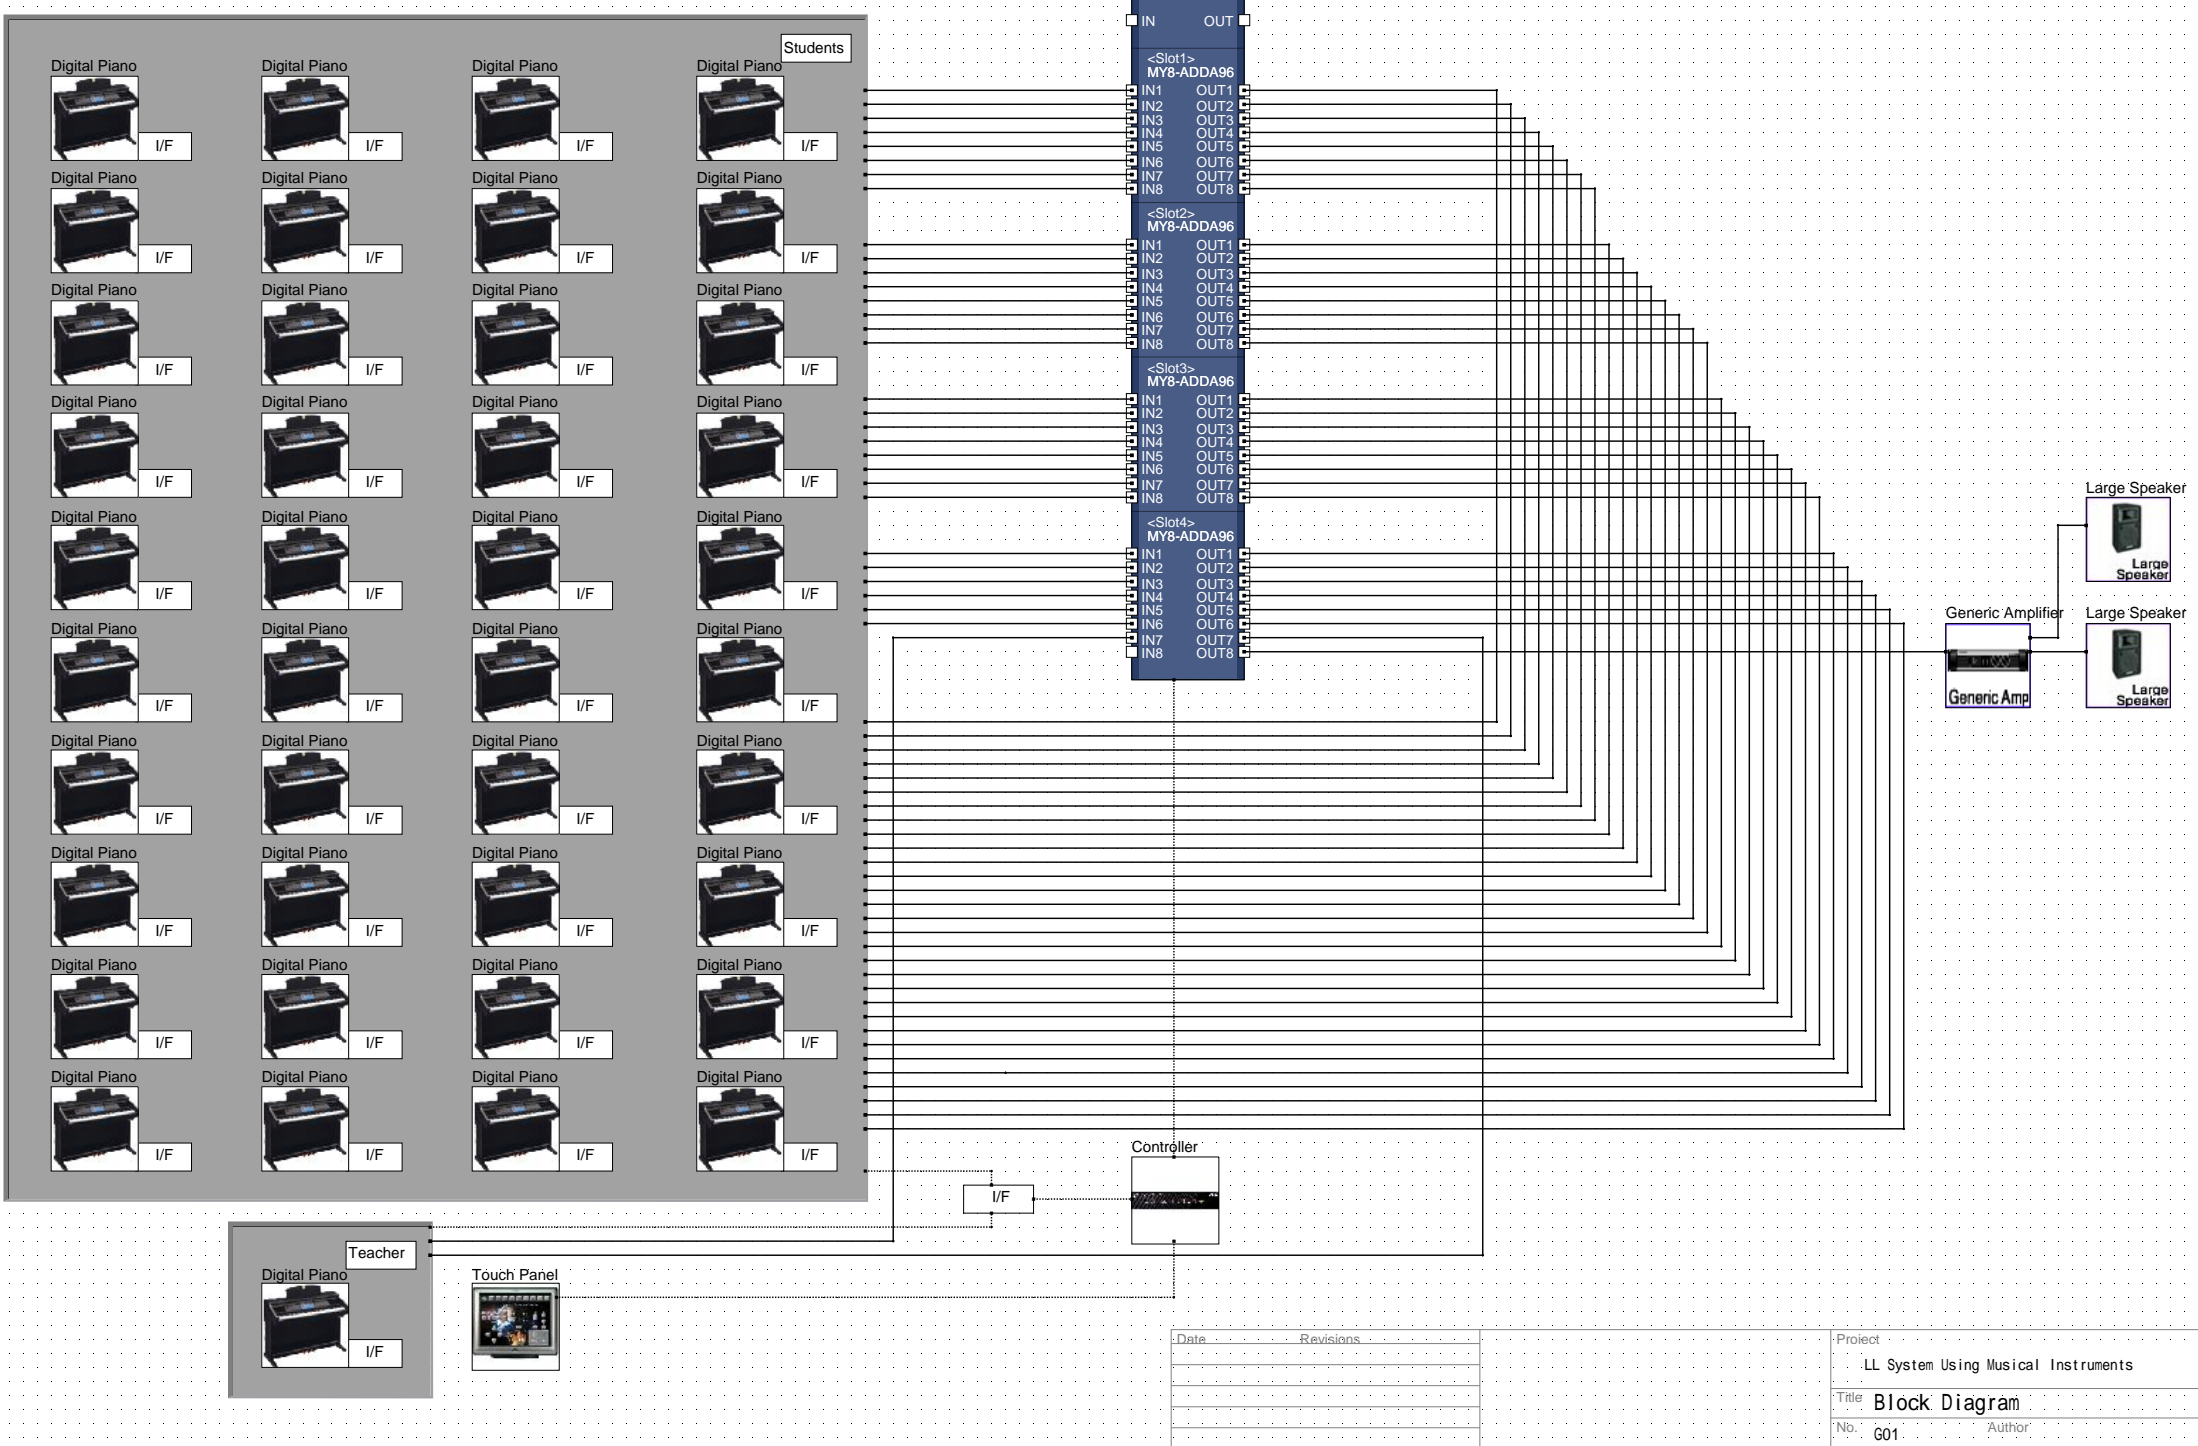 IN OUT
Students
<Slot1>
MY8-ADDA96
Digital Piano Digital Piano Digital Piano Digital Piano
I/F I/F I/F I/F
IN1 OUT1
IN2 OUT2
IN3 OUT3
IN4 OUT4
IN5 OUT5
IN6 OUT6
IN7 OUT7
IN8 OUT8
Digital Piano Digital Piano Digital Piano Digital Piano
I/F I/F I/F I/F
<Slot2>
MY8-ADDA96
IN1 OUT1
IN2 OUT2
IN3 OUT3
IN4 OUT4
IN5 OUT5
IN6 OUT6
IN7 OUT7
IN8 OUT8
Digital Piano Digital Piano Digital Piano Digital Piano
I/F I/F I/F I/F
<Slot3>
MY8-ADDA96
IN1 OUT1
IN2 OUT2
IN3 OUT3
IN4 OUT4
IN5 OUT5
IN6 OUT6
IN7 OUT7
IN8 OUT8
Digital Piano Digital Piano Digital Piano Digital Piano
I/F I/F I/F I/F
<Slot4>
MY8-ADDA96
IN1 OUT1
IN2 OUT2
IN3 OUT3
IN4 OUT4
IN5 OUT5
IN6 OUT6
IN7 OUT7
IN8 OUT8
Digital Piano Digital Piano Digital Piano Digital Piano
I/F I/F I/F I/F
Large Speaker
Large
Speaker
Generic Amplifier Large Speaker
Generic Amp
Large
Speaker
Digital Piano Digital Piano Digital Piano Digital Piano
I/F I/F I/F I/F
Digital Piano Digital Piano Digital Piano Digital Piano
I/F I/F I/F I/F
Digital Piano Digital Piano Digital Piano Digital Piano
I/F I/F I/F I/F
Digital Piano Digital Piano Digital Piano Digital Piano
I/F I/F I/F I/F
Digital Piano Digital Piano Digital Piano Digital Piano
I/F I/F I/F I/F
Controller
I/F
Teacher
Digital Piano
I/F
Touch Panel
Date Revisions
Project
LL System Using Musical Instruments
Title Block Diagram
No. G01 Author